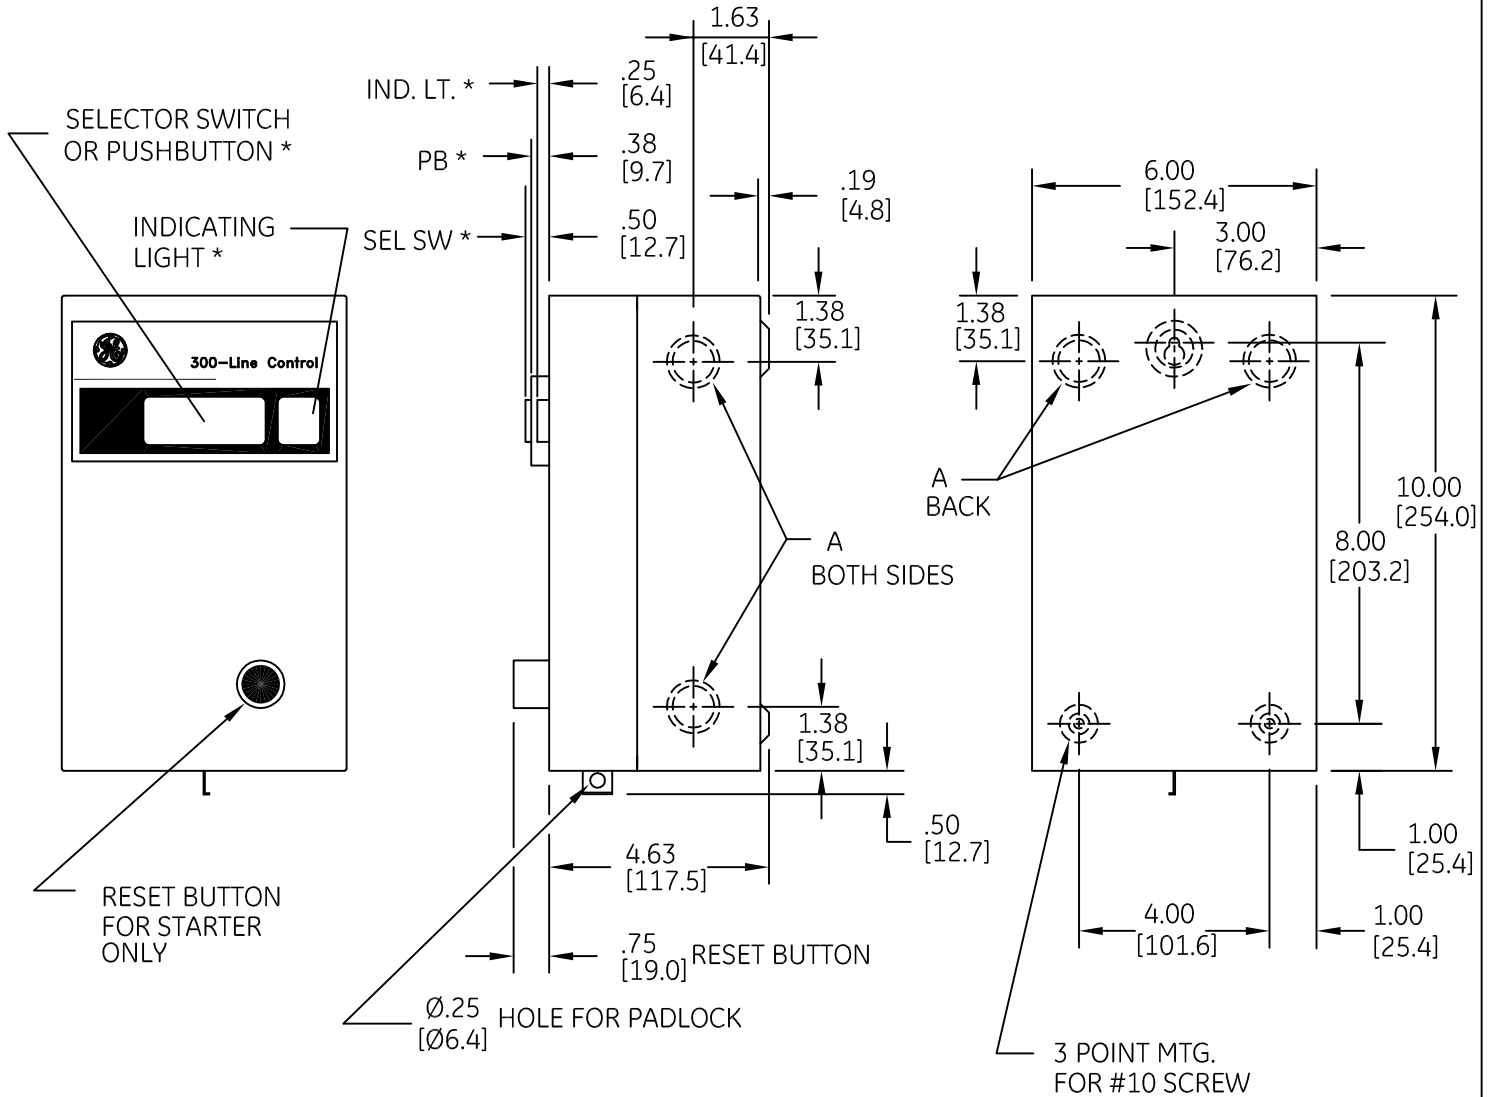 SELECTOR SWITCH
OR PUSHBUTTON *
INDICATING
LIGHT *
300-Line Control
RESET BUTTON
FOR STARTER
ONLY
IND. LT. *
.25
[6.4]
PB *
.38
[9.7]
SEL SW *
.50
[12.7]
1.63
[41.4]
.19
[4.8]
1.38
[35.1]
A
BOTH SIDES
1.38
[35.1]
.50
[12.7]
4.63
[117.5]
.75
[19.0]
RESET BUTTON
Ø.25
[Ø6.4]
HOLE FOR PADLOCK
6.00
[152.4]
3.00
[76.2]
1.38
[35.1]
A
BACK
10.00
[254.0]
8.00
[203.2]
1.00
[25.4]
4.00
[101.6]
1.00
[25.4]
3 POINT MTG.
FOR #10 SCREW